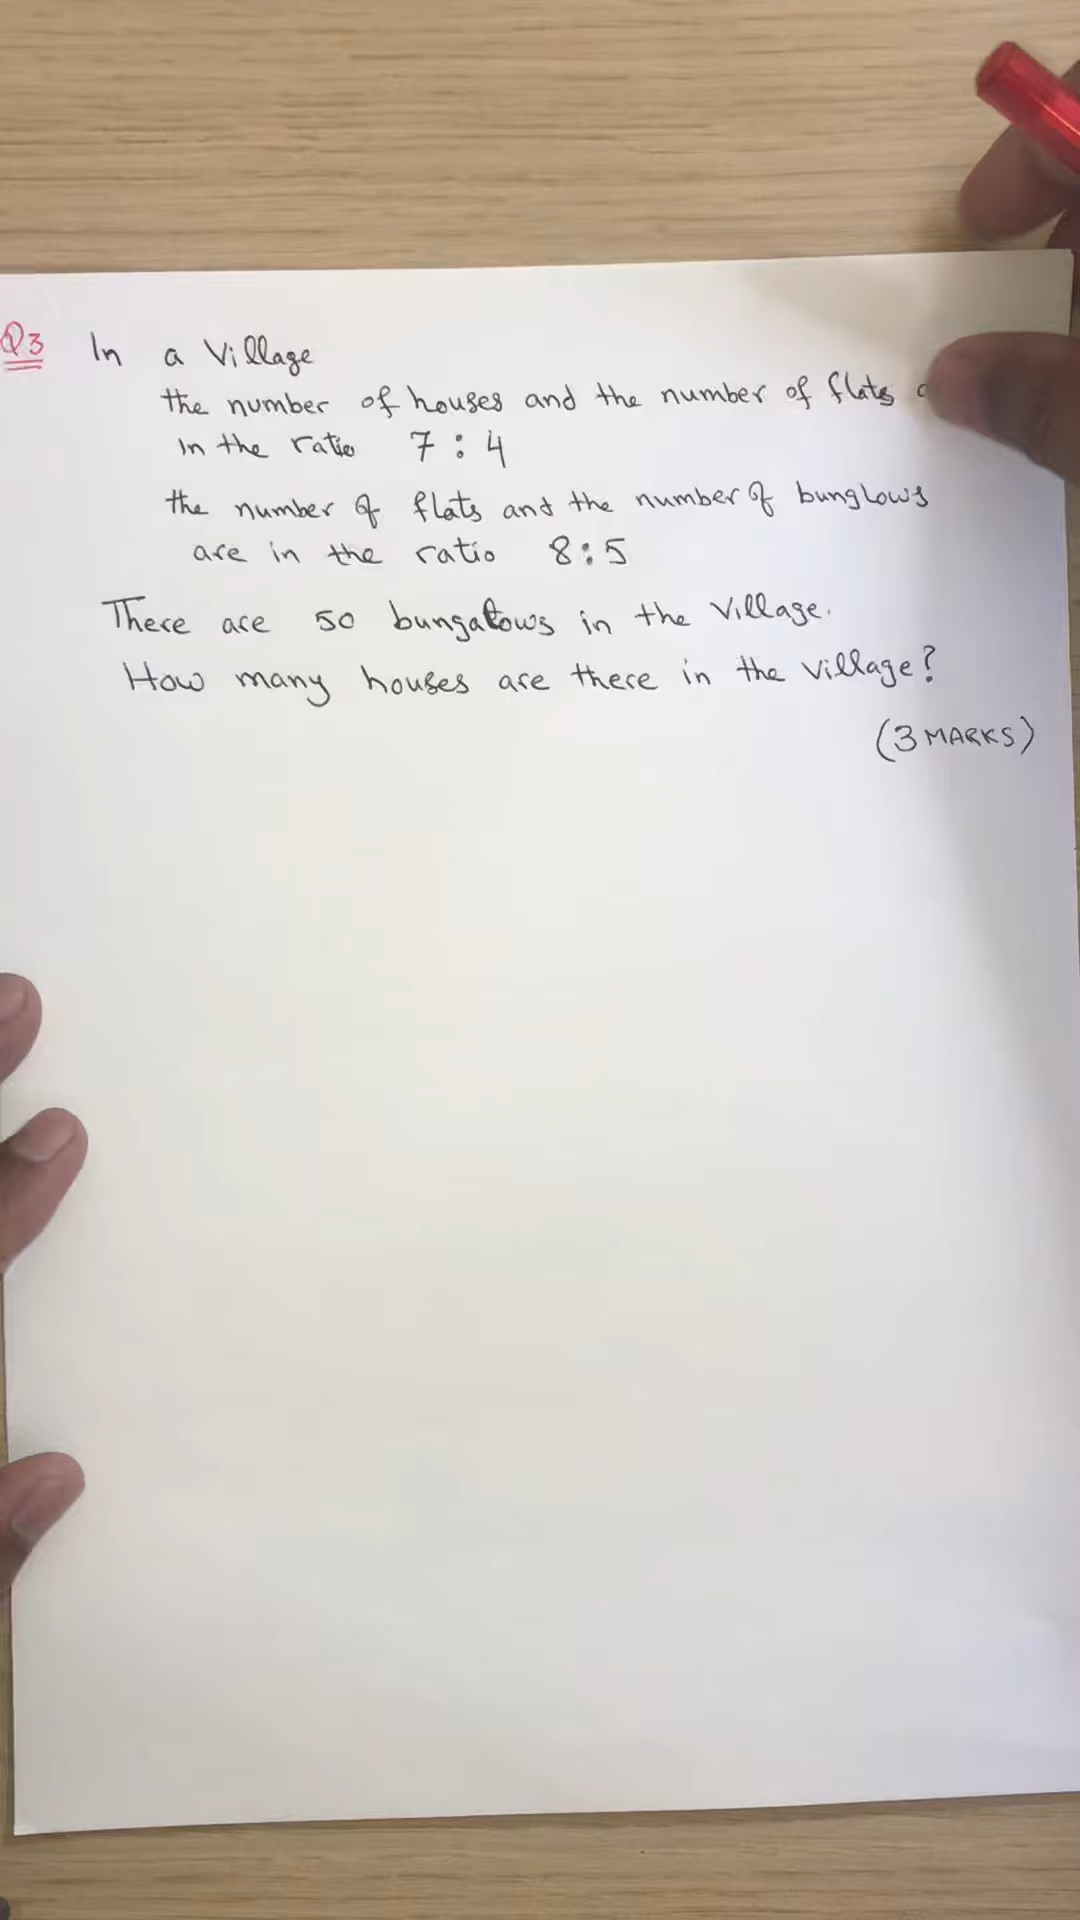 Q3 In a Village
the number of houses and the number of flats
In the ratio 7 : 4
the number of flats and the number of bunglows
are in the ratio 8 : 5
There are 50 bungalows in the village.
How many houses are there in the village?
(3 MARKS)